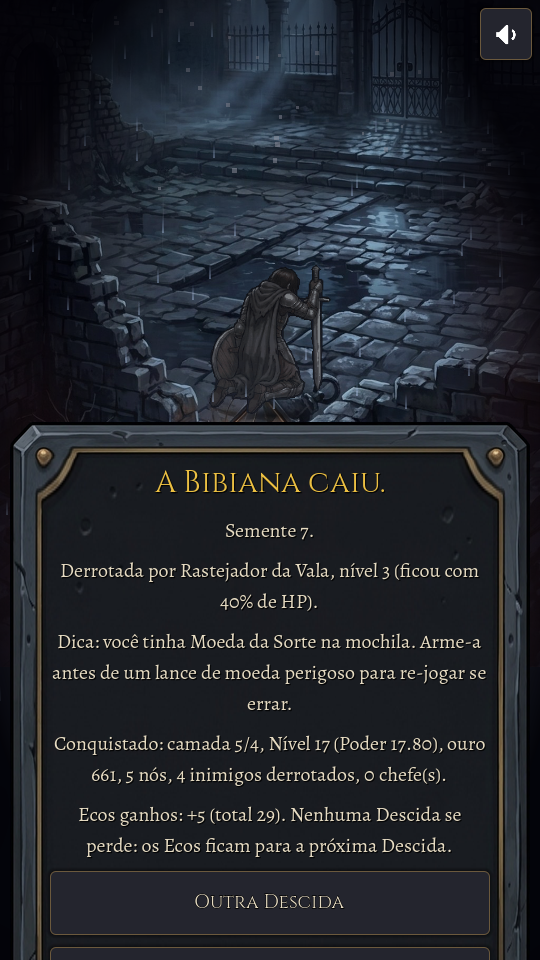 A Bibiana caiu.
Semente 7.
Derrotada por Rastejador da Vala, nível 3 (ficou com
40% de HP).
Dica: você tinha Moeda da Sorte na mochila. Arme-a
antes de um lance de moeda perigoso para re-jogar se
errar.
Conquistado: camada 5/4, Nível 17 (Poder 17.80), ouro
661, 5 nós, 4 inimigos derrotados, 0 chefe(s).
Ecos ganhos: +5 (total 29). Nenhuma Descida se
perde: os Ecos ficam para a próxima Descida.
Outra Descida